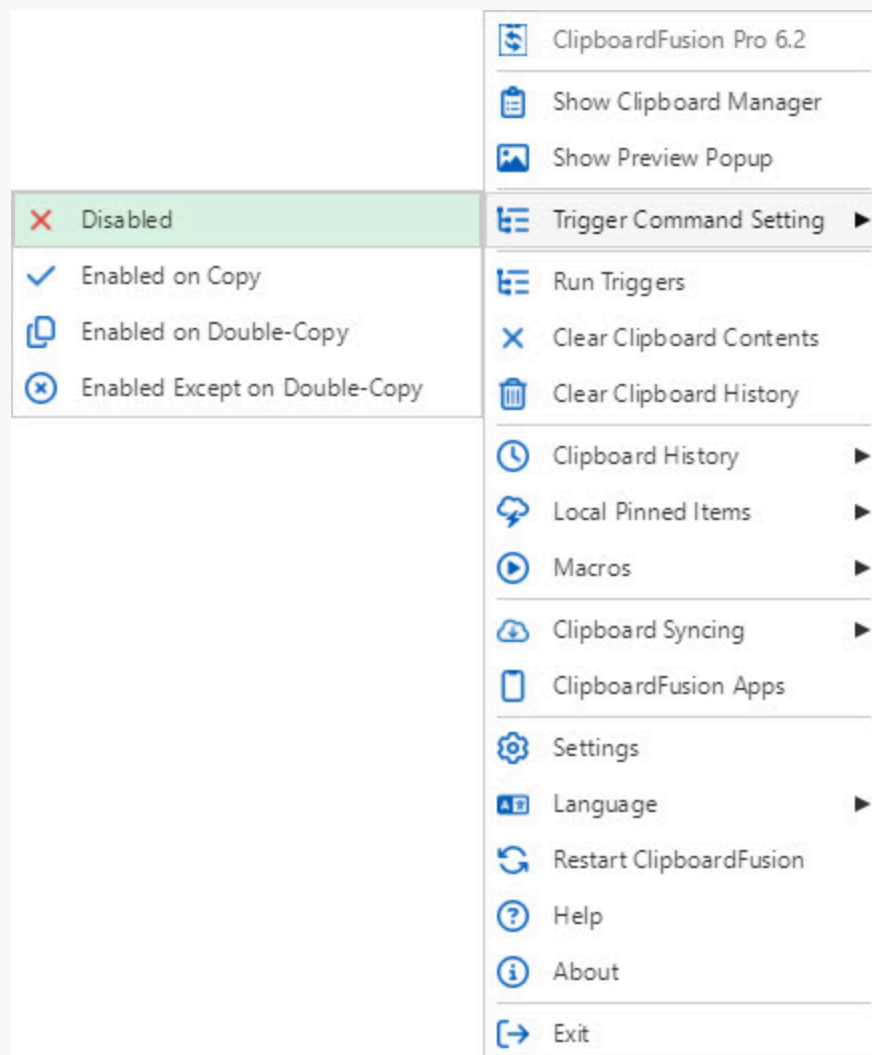 ClipboardFusion Pro 6.2
Show Clipboard Manager
Show Preview Popup
Trigger Command Setting
Disabled
Enabled on Copy
Enabled on Double-Copy
Enabled Except on Double-Copy
Run Triggers
Clear Clipboard Contents
Clear Clipboard History
Clipboard History
Local Pinned Items
Macros
Clipboard Syncing
ClipboardFusion Apps
Settings
Language
Restart ClipboardFusion
Help
About
Exit